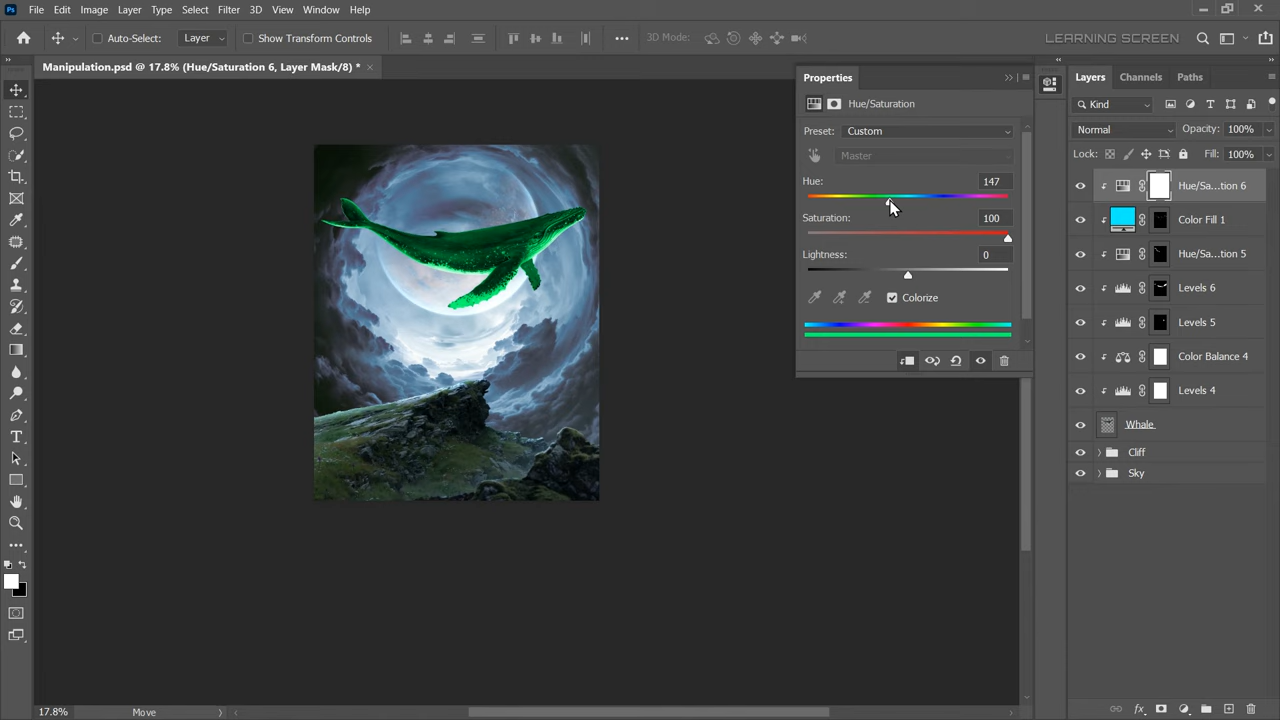 Ps File Edit Image Layer Type Select Filter 3D View Window Help
Auto-Select: Layer Show Transform Controls 3D Mode: LEARNING SCREEN
Manipulation.psd @ 17.8% (Hue/Saturation 6, Layer Mask/8) *
Properties
Hue/Saturation
Preset: Custom
Master
Hue: 147
Saturation: 100
Lightness: 0
Colorize
Layers Channels Paths
Kind
Normal Opacity: 100%
Lock: Fill: 100%
Hue/Sa...tion 6
Color Fill 1
Hue/Sa...tion 5
Levels 6
Levels 5
Color Balance 4
Levels 4
Whale
Cliff
Sky
17.8% Move